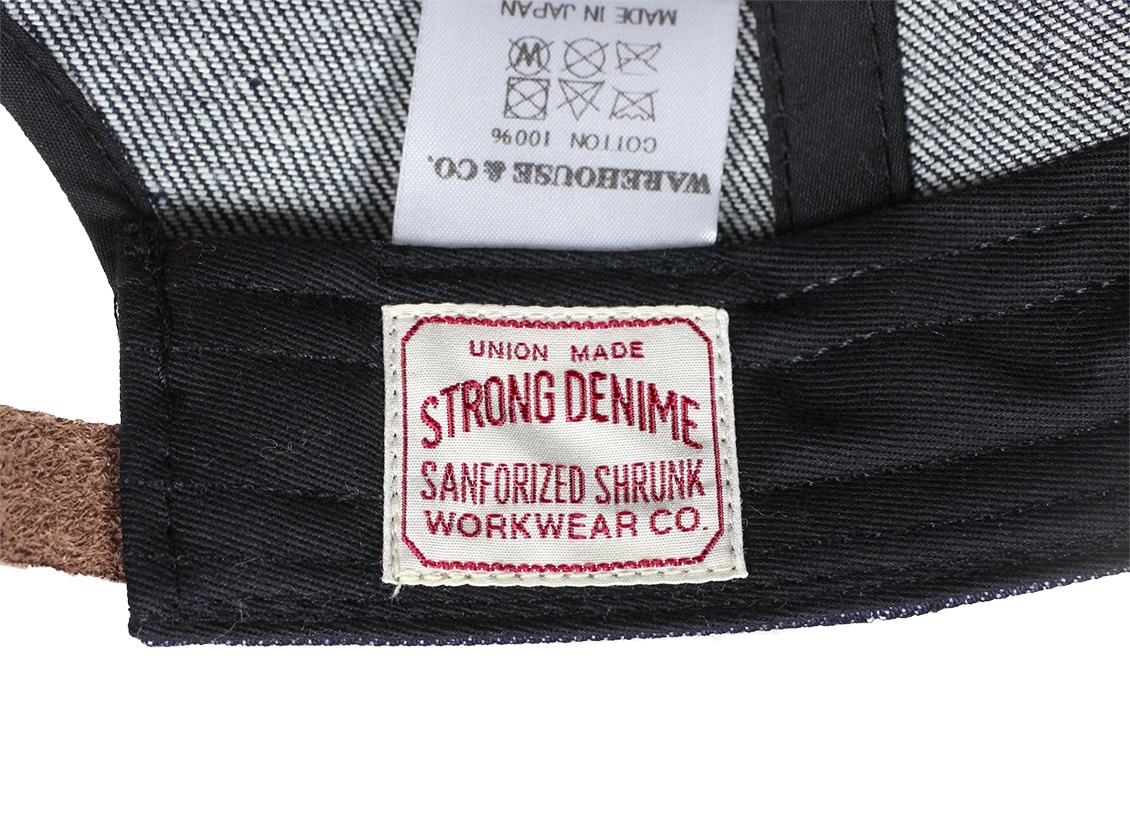 WAREHOUSE & CO.
COTTON 100%
W
MADE IN JAPAN
UNION MADE
STRONG DENIME
SANFORIZED SHRUNK
WORKWEAR CO.